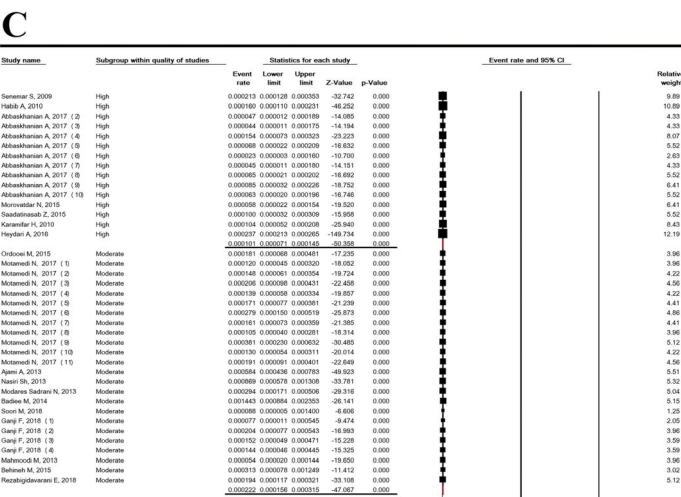 C
Study name Subgroup within quality of studies Statistics for each study Event rate and 95% CI
Event Lower Upper Relative
rate limit limit Z-Value p-Value weight
Senemar S, 2009 High 0.000213 0.000128 0.000353 -32.742 0.000 9.89
Habib A, 2010 High 0.000160 0.000110 0.000231 -46.252 0.000 10.89
Abbaskhanian A, 2017 ( 2) High 0.000047 0.000012 0.000189 -14.085 0.000 4.33
Abbaskhanian A, 2017 ( 3) High 0.000044 0.000011 0.000175 -14.194 0.000 4.33
Abbaskhanian A, 2017 ( 4) High 0.000154 0.000073 0.000323 -23.223 0.000 8.07
Abbaskhanian A, 2017 ( 5) High 0.000068 0.000022 0.000209 -16.632 0.000 5.52
Abbaskhanian A, 2017 ( 6) High 0.000023 0.000003 0.000160 -10.700 0.000 2.63
Abbaskhanian A, 2017 ( 7) High 0.000045 0.000011 0.000180 -14.151 0.000 4.33
Abbaskhanian A, 2017 ( 8) High 0.000065 0.000021 0.000202 -16.692 0.000 5.52
Abbaskhanian A, 2017 ( 9) High 0.000085 0.000032 0.000226 -18.752 0.000 6.41
Abbaskhanian A, 2017 ( 10) High 0.000063 0.000020 0.000196 -16.746 0.000 5.52
Morovatdar N, 2015 High 0.000058 0.000022 0.000154 -19.520 0.000 6.41
Saadatinasab Z, 2015 High 0.000100 0.000032 0.000309 -15.958 0.000 5.52
Karamifar H, 2010 High 0.000104 0.000052 0.000208 -25.940 0.000 8.43
Heydari A, 2016 High 0.000237 0.000213 0.000265 -149.734 0.000 12.19
0.000101 0.000071 0.000145 -50.358 0.000
Ordooei M, 2015 Moderate 0.000181 0.000068 0.000481 -17.235 0.000 3.96
Motamedi N, 2017 ( 1) Moderate 0.000120 0.000045 0.000320 -18.052 0.000 3.96
Motamedi N, 2017 ( 2) Moderate 0.000148 0.000061 0.000354 -19.724 0.000 4.22
Motamedi N, 2017 ( 3) Moderate 0.000206 0.000098 0.000431 -22.458 0.000 4.56
Motamedi N, 2017 ( 4) Moderate 0.000139 0.000058 0.000334 -19.857 0.000 4.22
Motamedi N, 2017 ( 5) Moderate 0.000171 0.000077 0.000381 -21.239 0.000 4.41
Motamedi N, 2017 ( 6) Moderate 0.000279 0.000150 0.000519 -25.873 0.000 4.86
Motamedi N, 2017 ( 7) Moderate 0.000161 0.000073 0.000359 -21.385 0.000 4.41
Motamedi N, 2017 ( 8) Moderate 0.000105 0.000040 0.000281 -18.314 0.000 3.96
Motamedi N, 2017 ( 9) Moderate 0.000381 0.000230 0.000632 -30.485 0.000 5.12
Motamedi N, 2017 ( 10) Moderate 0.000130 0.000054 0.000311 -20.014 0.000 4.22
Motamedi N, 2017 ( 11) Moderate 0.000191 0.000091 0.000401 -22.649 0.000 4.56
Ajami A, 2013 Moderate 0.000584 0.000436 0.000783 -49.923 0.000 5.51
Nasiri Sh, 2013 Moderate 0.000869 0.000578 0.001308 -33.781 0.000 5.32
Modares Sadrani N, 2013 Moderate 0.000294 0.000171 0.000506 -29.316 0.000 5.04
Badiee M, 2014 Moderate 0.001443 0.000884 0.002353 -26.141 0.000 5.15
Soori M, 2018 Moderate 0.000088 0.000005 0.001400 -6.606 0.000 1.25
Ganji F, 2018 ( 1) Moderate 0.000077 0.000011 0.000545 -9.474 0.000 2.05
Ganji F, 2018 ( 2) Moderate 0.000204 0.000077 0.000543 -16.993 0.000 3.96
Ganji F, 2018 ( 3) Moderate 0.000152 0.000049 0.000471 -15.228 0.000 3.59
Ganji F, 2018 ( 4) Moderate 0.000144 0.000046 0.000445 -15.325 0.000 3.59
Mahmoodi M, 2013 Moderate 0.000054 0.000020 0.000144 -19.650 0.000 3.96
Behineh M, 2015 Moderate 0.000313 0.000078 0.001249 -11.412 0.000 3.02
Rezabigidavarani E, 2018 Moderate 0.000194 0.000117 0.000321 -33.108 0.000 5.12
0.000222 0.000156 0.000315 -47.067 0.000